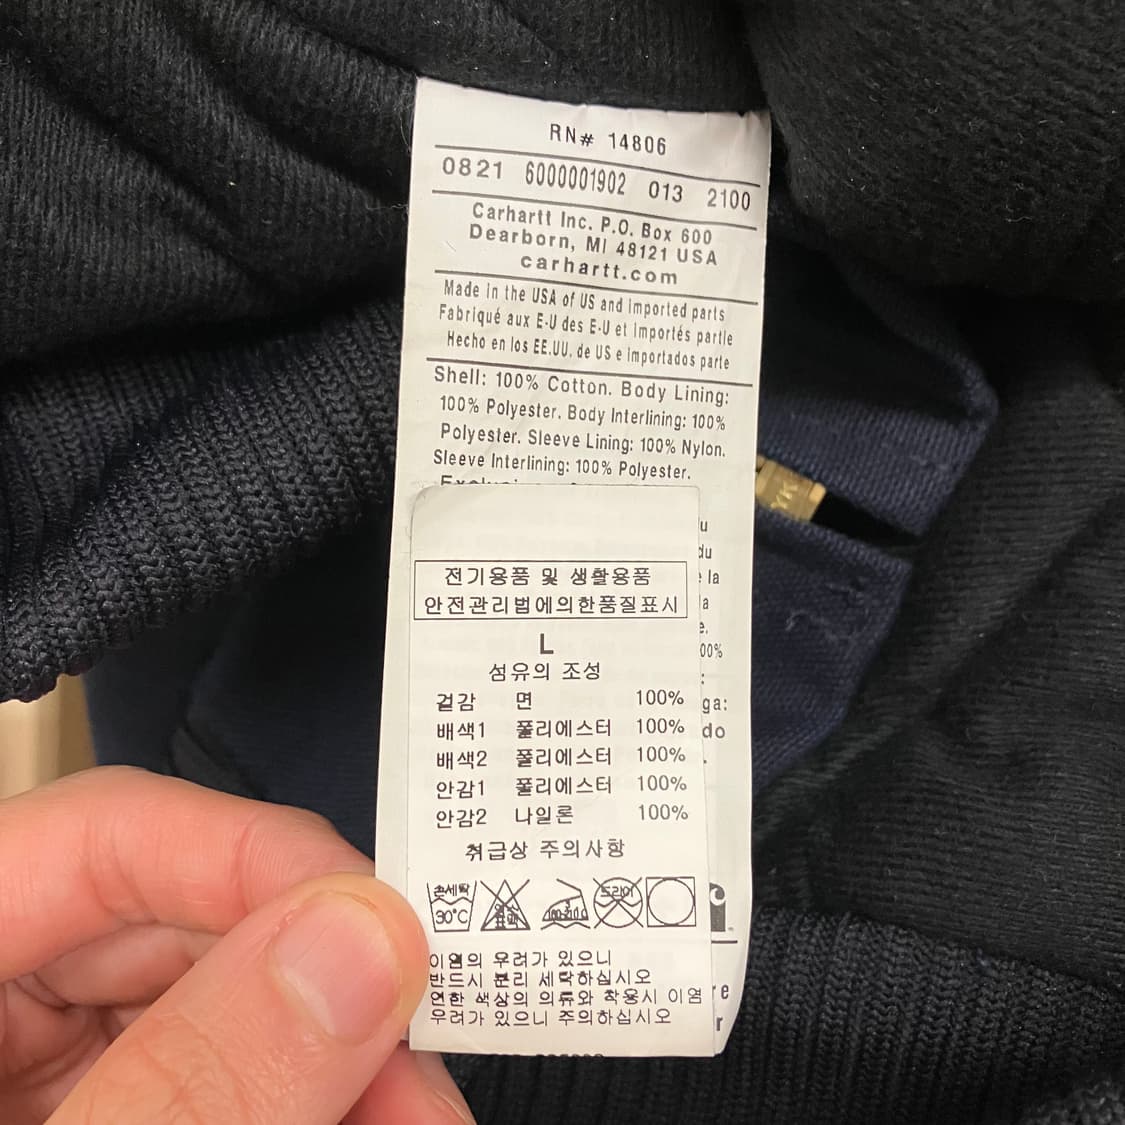 RN# 14806
0821 6000001902 013 2100
Carhartt Inc. P.O. Box 600
Dearborn, MI 48121 USA
carhartt.com
Made in the USA of US and imported parts
Fabriqué aux E-U des E-U et importés partie
Hecho en los EE.UU. de US e importados parte
Shell: 100% Cotton. Body Lining:
100% Polyester. Body Interlining: 100%
Polyester. Sleeve Lining: 100% Nylon.
Sleeve Interlining: 100% Polyester.
du
la
00%
ga:
do
전기용품 및 생활용품
안전관리법에의한품질표시
L
섬유의 조성
겉감 면 100%
배색1 폴리에스터 100%
배색2 폴리에스터 100%
안감1 폴리에스터 100%
안감2 나일론 100%
취급상 주의사항
손세탁
30°C
드라이
이염의 우려가 있으니
반드시 분리 세탁하십시오
연한 색상의 의류와 착용시 이염
우려가 있으니 주의하십시오